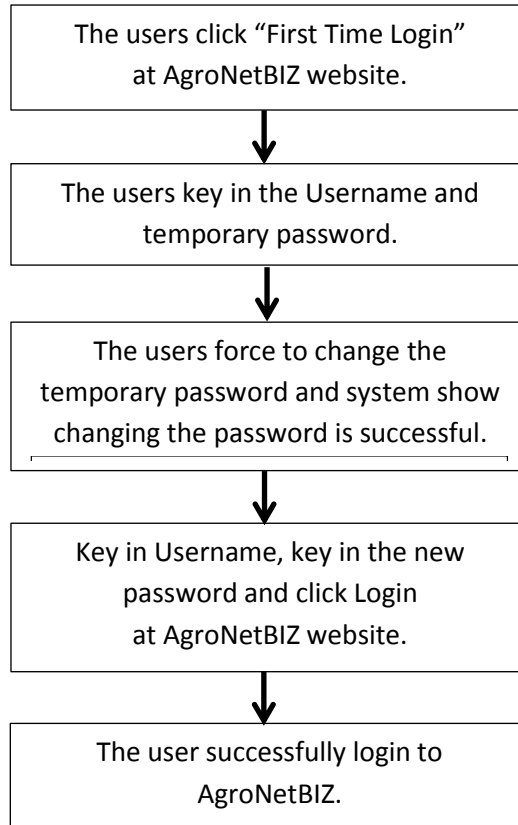 The users click “First Time Login”
at AgroNetBIZ website.
The users key in the Username and
temporary password.
The users force to change the
temporary password and system show
changing the password is successful.
Key in Username, key in the new
password and click Login
at AgroNetBIZ website.
The user successfully login to
AgroNetBIZ.